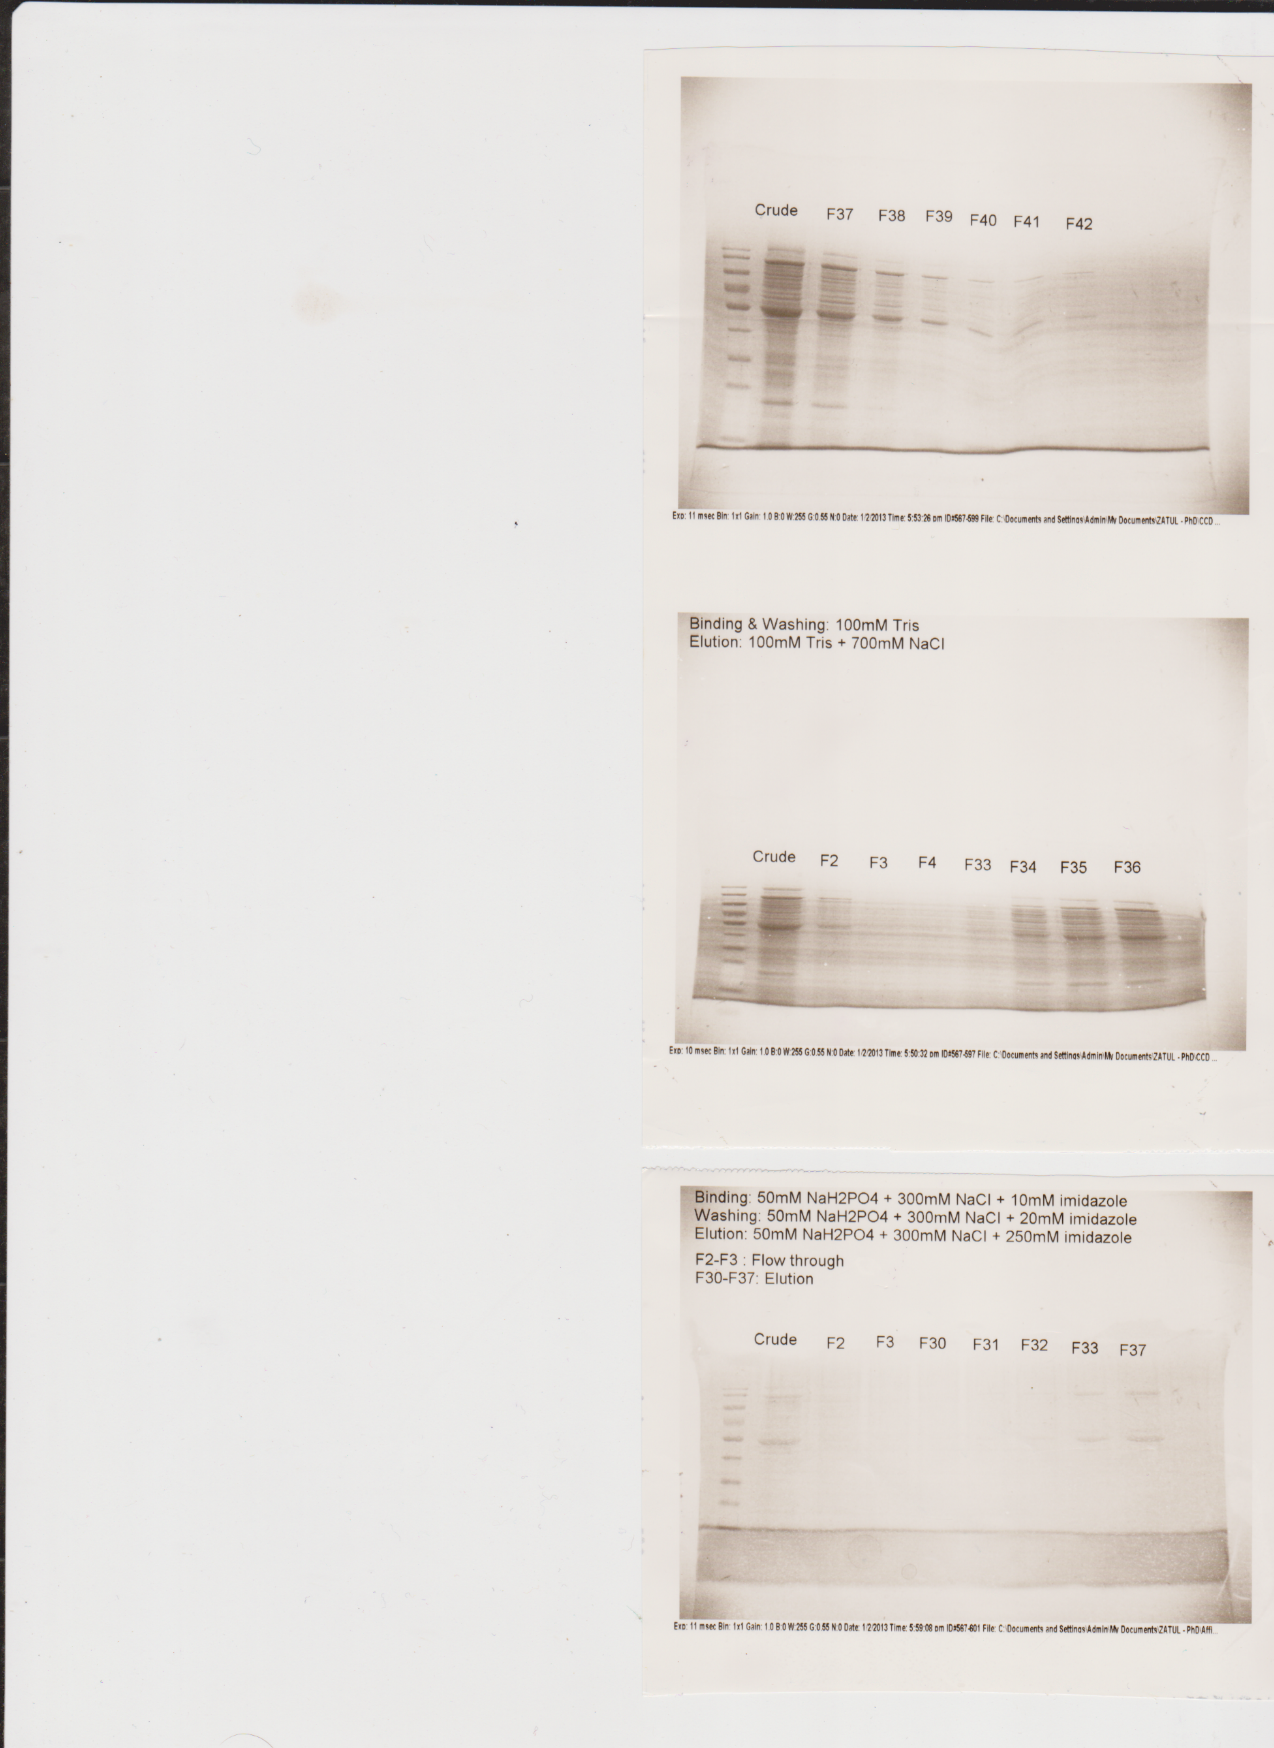 Crude F37 F38 F39 F40 F41 F42
Exp: 11 msec Bin: 1x1 Gain: 1.0 B:0 W:255 G:0.55 N:0 Date: 1/2/2013 Time: 5:53:26 pm ID#567-599 File: C:\Documents and Settings\Admin\My Documents\ZATUL - PhD\CCD ...
Binding & Washing: 100mM Tris
Elution: 100mM Tris + 700mM NaCl
Crude F2 F3 F4 F33 F34 F35 F36
Exp: 10 msec Bin: 1x1 Gain: 1.0 B:0 W:255 G:0.55 N:0 Date: 1/2/2013 Time: 5:50:32 pm ID#567-597 File: C:\Documents and Settings\Admin\My Documents\ZATUL - PhD\CCD ...
Binding: 50mM NaH2PO4 + 300mM NaCl + 10mM imidazole
Washing: 50mM NaH2PO4 + 300mM NaCl + 20mM imidazole
Elution: 50mM NaH2PO4 + 300mM NaCl + 250mM imidazole
F2-F3 : Flow through
F30-F37: Elution
Crude F2 F3 F30 F31 F32 F33 F37
Exp: 11 msec Bin: 1x1 Gain: 1.0 B:0 W:255 G:0.55 N:0 Date: 1/2/2013 Time: 5:59:08 pm ID#567-601 File: C:\Documents and Settings\Admin\My Documents\ZATUL - PhD\Affi...